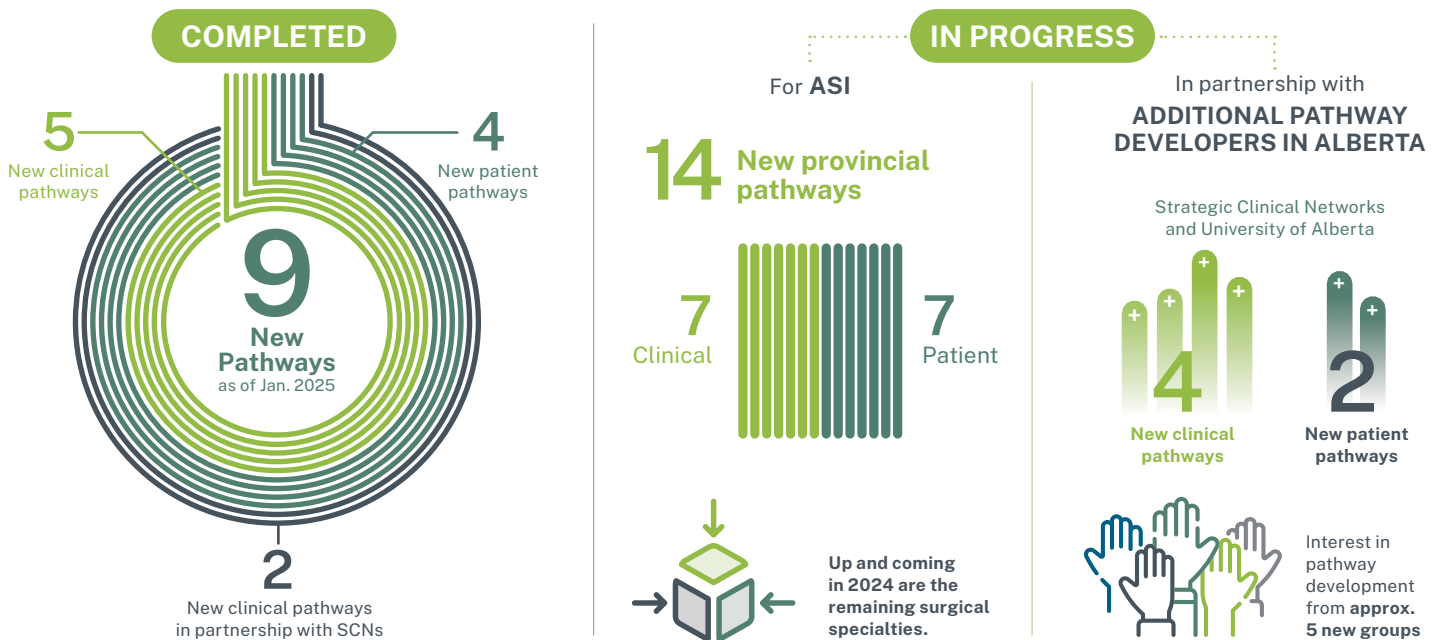 COMPLETED
5
New clinical
pathways
4
New patient
pathways
9
New
Pathways
as of Jan. 2025
2
New clinical pathways
in partnership with SCNs
IN PROGRESS
For ASI
14
New provincial
pathways
7
Clinical
7
Patient
Up and coming
in 2024 are the
remaining surgical
specialties.
In partnership with
ADDITIONAL PATHWAY
DEVELOPERS IN ALBERTA
Strategic Clinical Networks
and University of Alberta
+
+
+
+
4
New clinical
pathways
+
+
2
New patient
pathways
Interest in
pathway
development
from approx.
5 new groups